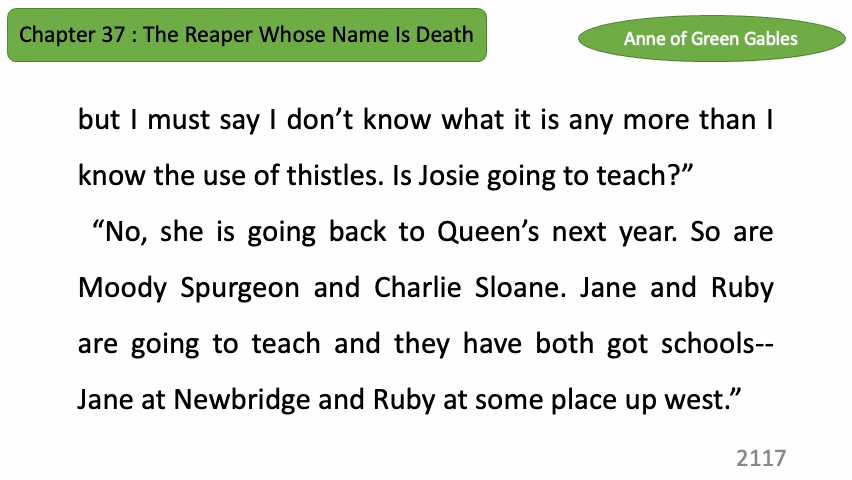 Chapter 37 : The Reaper Whose Name Is Death
Anne of Green Gables
but I must say I don’t know what it is any more than I
know the use of thistles. Is Josie going to teach?”
“No, she is going back to Queen’s next year. So are
Moody Spurgeon and Charlie Sloane. Jane and Ruby
are going to teach and they have both got schools--
Jane at Newbridge and Ruby at some place up west.”
2117